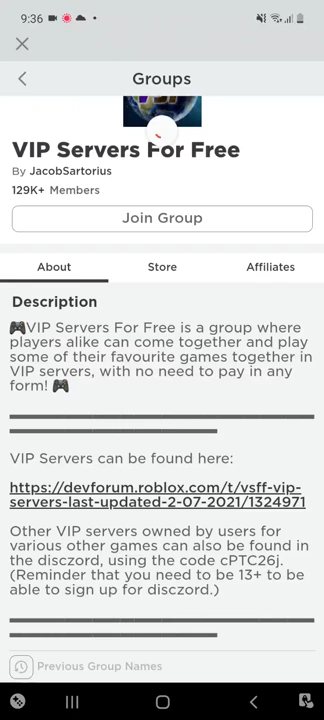 9:36
Groups
VIP Servers For Free
By JacobSartorius
129K+ Members
Join Group
About
Store
Affiliates
Description
🎮VIP Servers For Free is a group where
players alike can come together and play
some of their favourite games together in
VIP servers, with no need to pay in any
form! 🎮
VIP Servers can be found here:
https://devforum.roblox.com/t/vsff-vip-
servers-last-updated-2-07-2021/1324971
Other VIP servers owned by users for
various other games can also be found in
the disczord, using the code cPTC26j.
(Reminder that you need to be 13+ to be
able to sign up for disczord.)
Previous Group Names